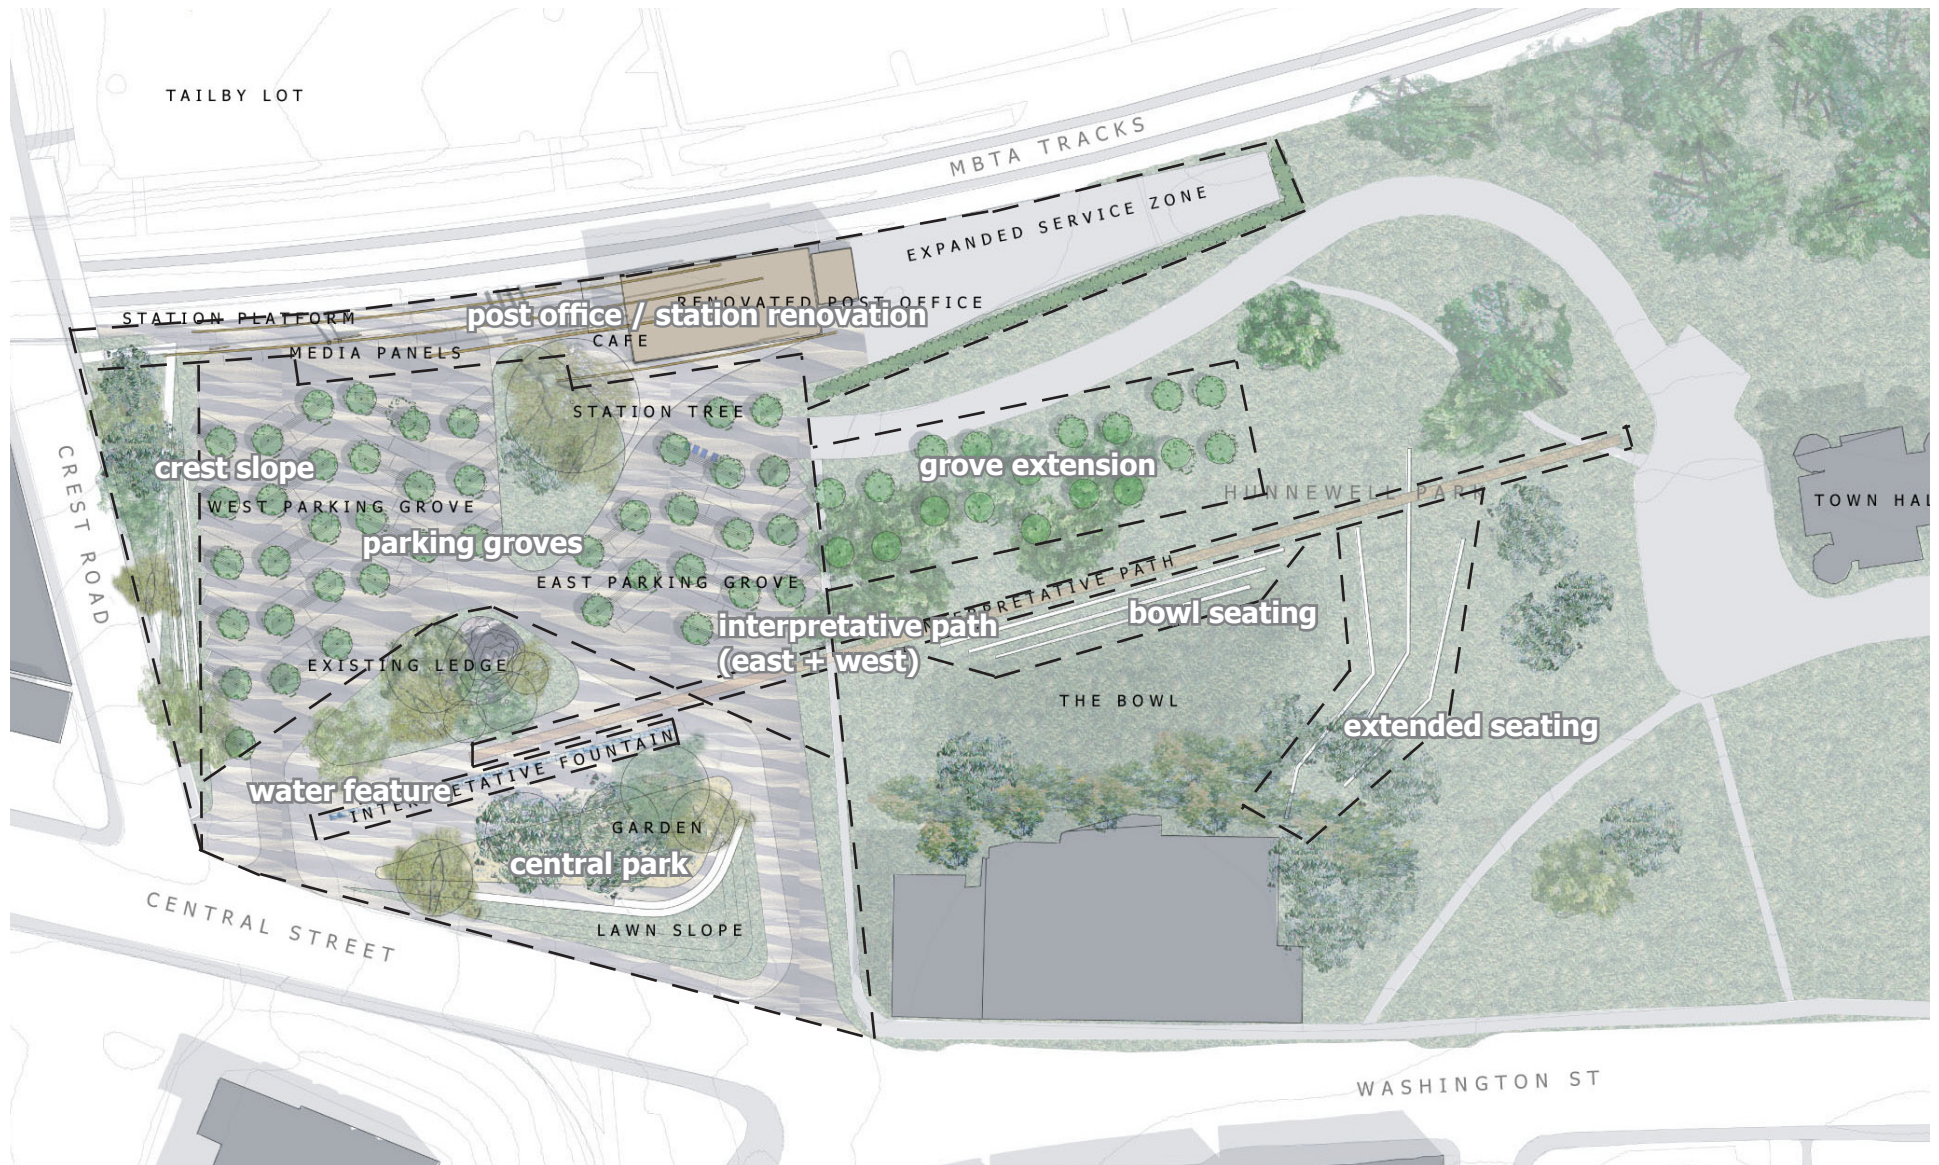 TAILBY LOT
MBTA TRACKS
EXPANDED SERVICE ZONE
RENOVATED POST OFFICE
STATION PLATFORM
post office / station renovation
CAFE
MEDIA PANELS
STATION TREE
CREST ROAD
crest slope
grove extension
HUNNEWELL PARK
TOWN HAL
WEST PARKING GROVE
parking groves
EAST PARKING GROVE
INTERPRETATIVE PATH
interpretative path
(east + west)
bowl seating
EXISTING LEDGE
THE BOWL
extended seating
INTERPRETATIVE FOUNTAIN
water feature
GARDEN
central park
LAWN SLOPE
CENTRAL STREET
WASHINGTON ST